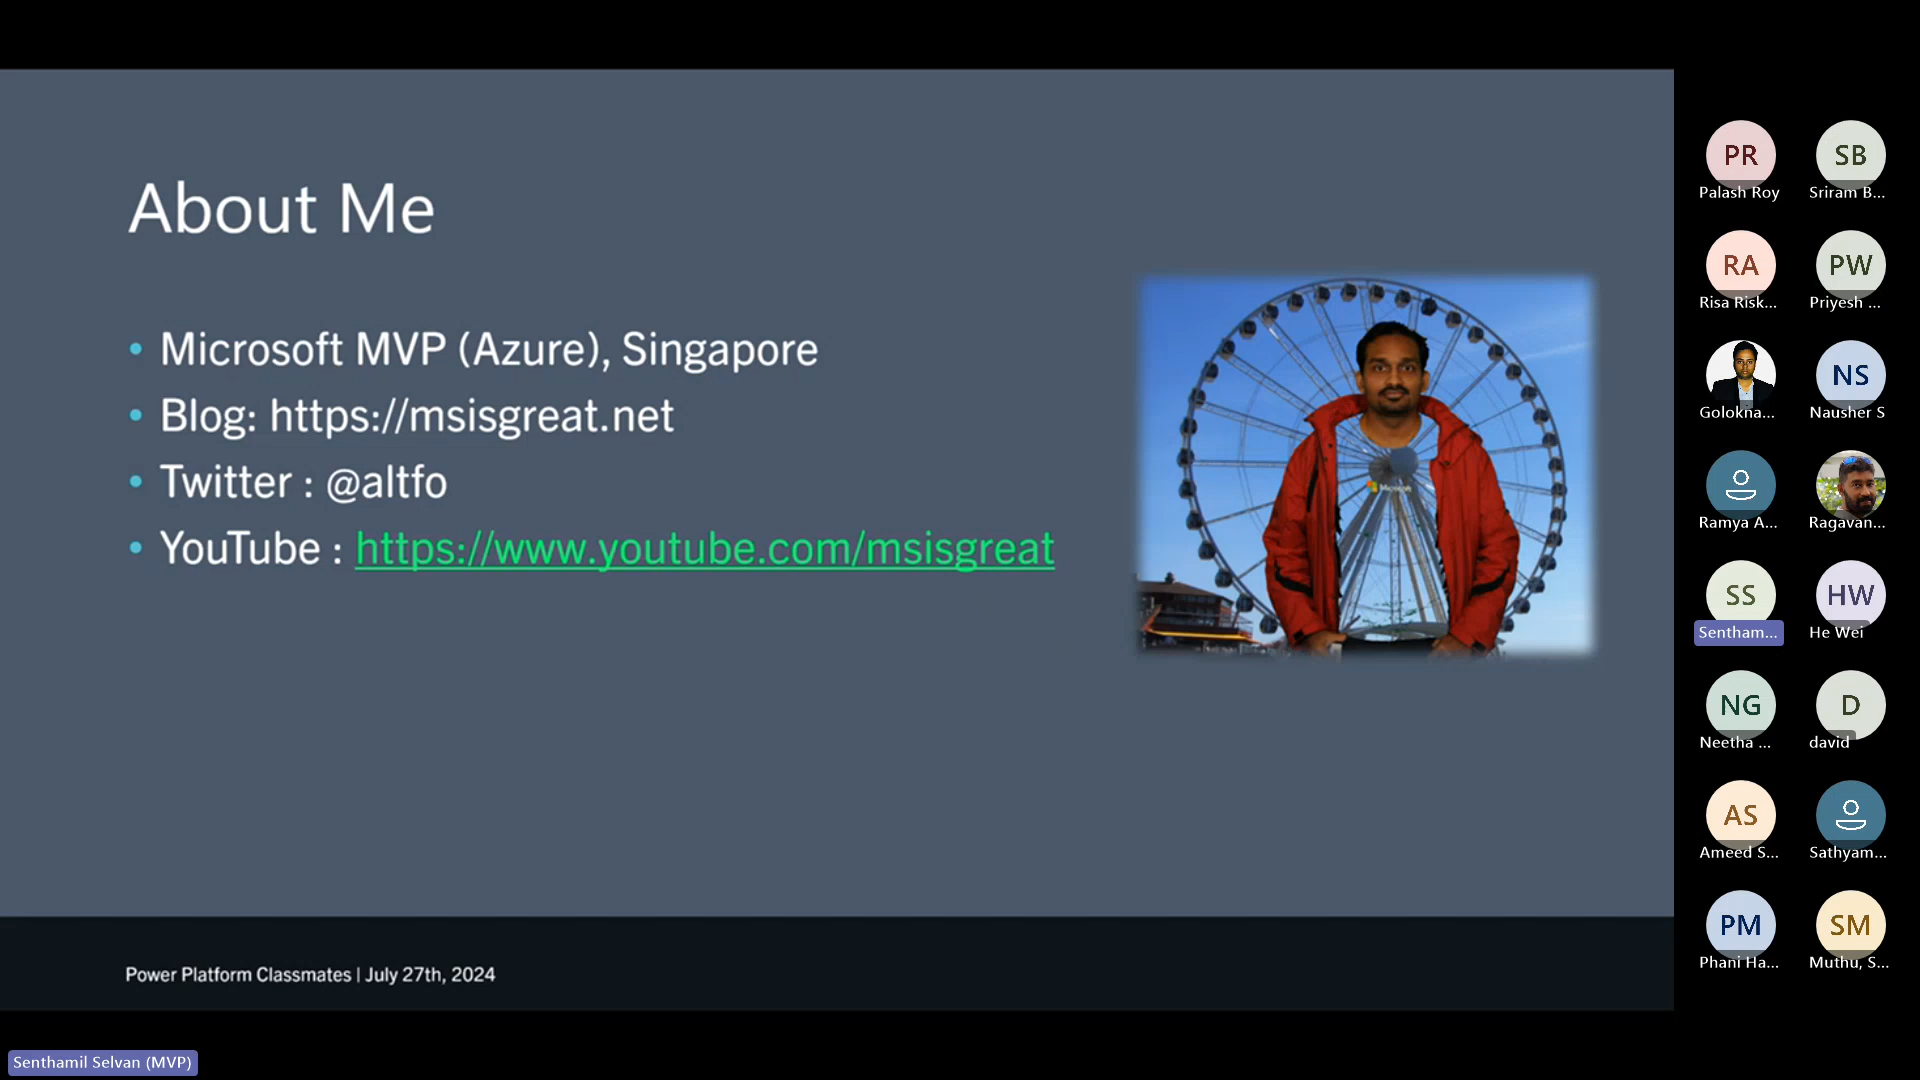 About Me
Microsoft MVP (Azure), Singapore
Blog: https://msisgreat.net
Twitter : @altfo
YouTube : https://www.youtube.com/msisgreat
Microsoft
Power Platform Classmates | July 27th, 2024
Senthamil Selvan (MVP)
PR
Palash Roy
SB
Sriram B...
RA
Risa Risk...
PW
Priyesh ...
Golokna...
NS
Nausher S
Ramya A...
Ragavan...
SS
Sentham...
HW
He Wei
NG
Neetha ...
D
david
AS
Ameed S...
Sathyam...
PM
Phani Ha...
SM
Muthu, S...